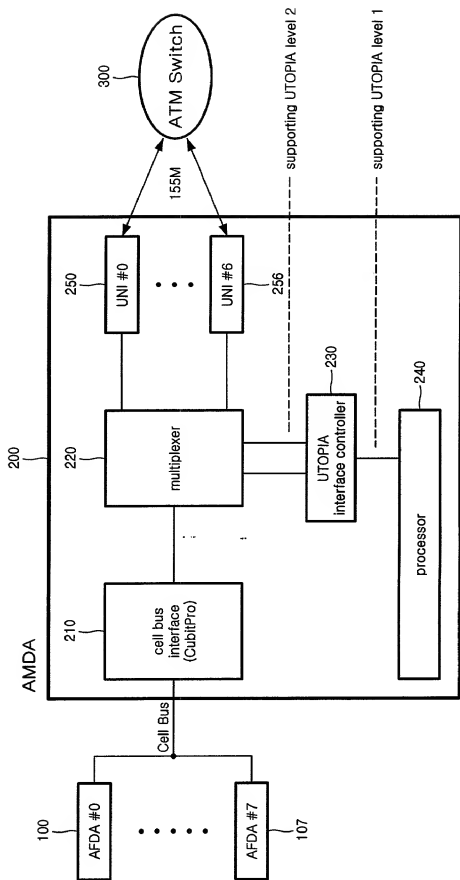 AMDA
200
100
AFDA #0
AFDA #7
107
Cell Bus
210
cell bus
interface
(CubitPro)
220
multiplexer
250
UNI #0
UNI #6
256
155M
300
ATM Switch
supporting UTOPIA level 2
230
UTOPIA
interface controller
supporting UTOPIA level 1
240
processor